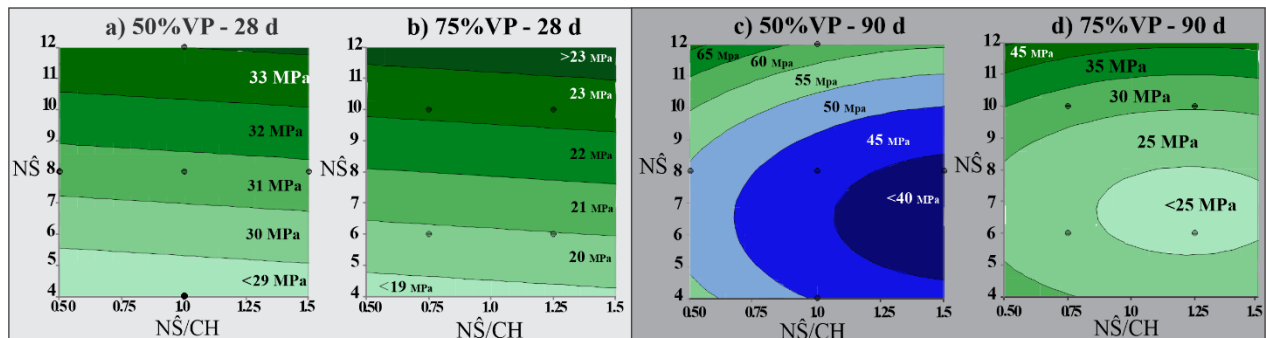 a) 50%VP - 28 d
b) 75%VP - 28 d
c) 50%VP - 90 d
d) 75%VP - 90 d
12
11
10
9
8
7
6
5
4
NŜ
33 MPa
32 MPa
31 MPa
30 MPa
<29 MPa
0.50
0.75
1.0
1.25
1.5
NŜ/CH
12
11
10
9
8
7
6
5
4
>23 MPa
23 MPa
22 MPa
21 MPa
20 MPa
<19 MPa
0.50
0.75
1.0
1.25
1.5
NŜ/CH
12
11
10
9
8
7
6
5
4
NŜ
65 Mpa
60 Mpa
55 Mpa
50 Mpa
45 MPa
<40 MPa
0.50
0.75
1.0
1.25
1.5
NŜ/CH
12
11
10
9
8
7
6
5
4
NŜ
45 MPa
35 MPa
30 MPa
25 MPa
<25 MPa
0.50
0.75
1.0
1.25
1.5
NŜ/CH